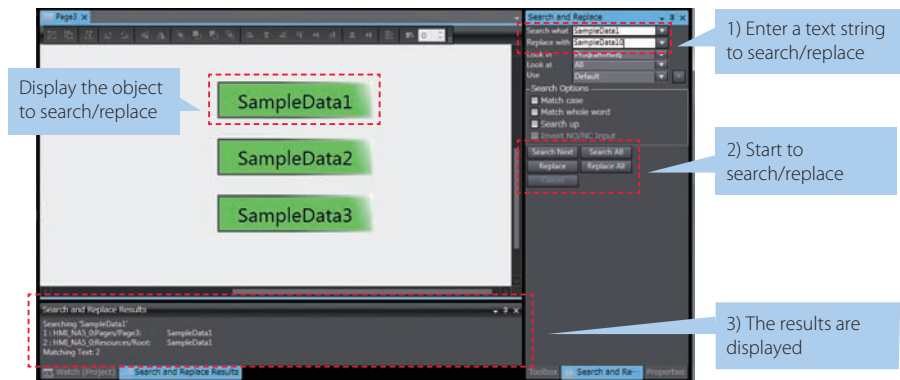 Page3 x
0
Search and Replace
Search what SampleData1
Replace with SampleData10
Look in Programming
Look at All
Use Default
Search Options
Match case
Match whole word
Search up
Invert NO/NC Input
Search Next Search All
Replace Replace All
Cancel
1) Enter a text string
to search/replace
Display the object
to search/replace
SampleData1
SampleData2
SampleData3
2) Start to
search/replace
Search and Replace Results
Searching 'SampleData1'
1 : HMI_NA5_0:Pages/Page3: SampleData1
2 : HMI_NA5_0:Resources/Root: SampleData1
Matching Text: 2
3) The results are
displayed
Watch (Project) Search and Replace Results
Toolbox Search and Re··· Properties